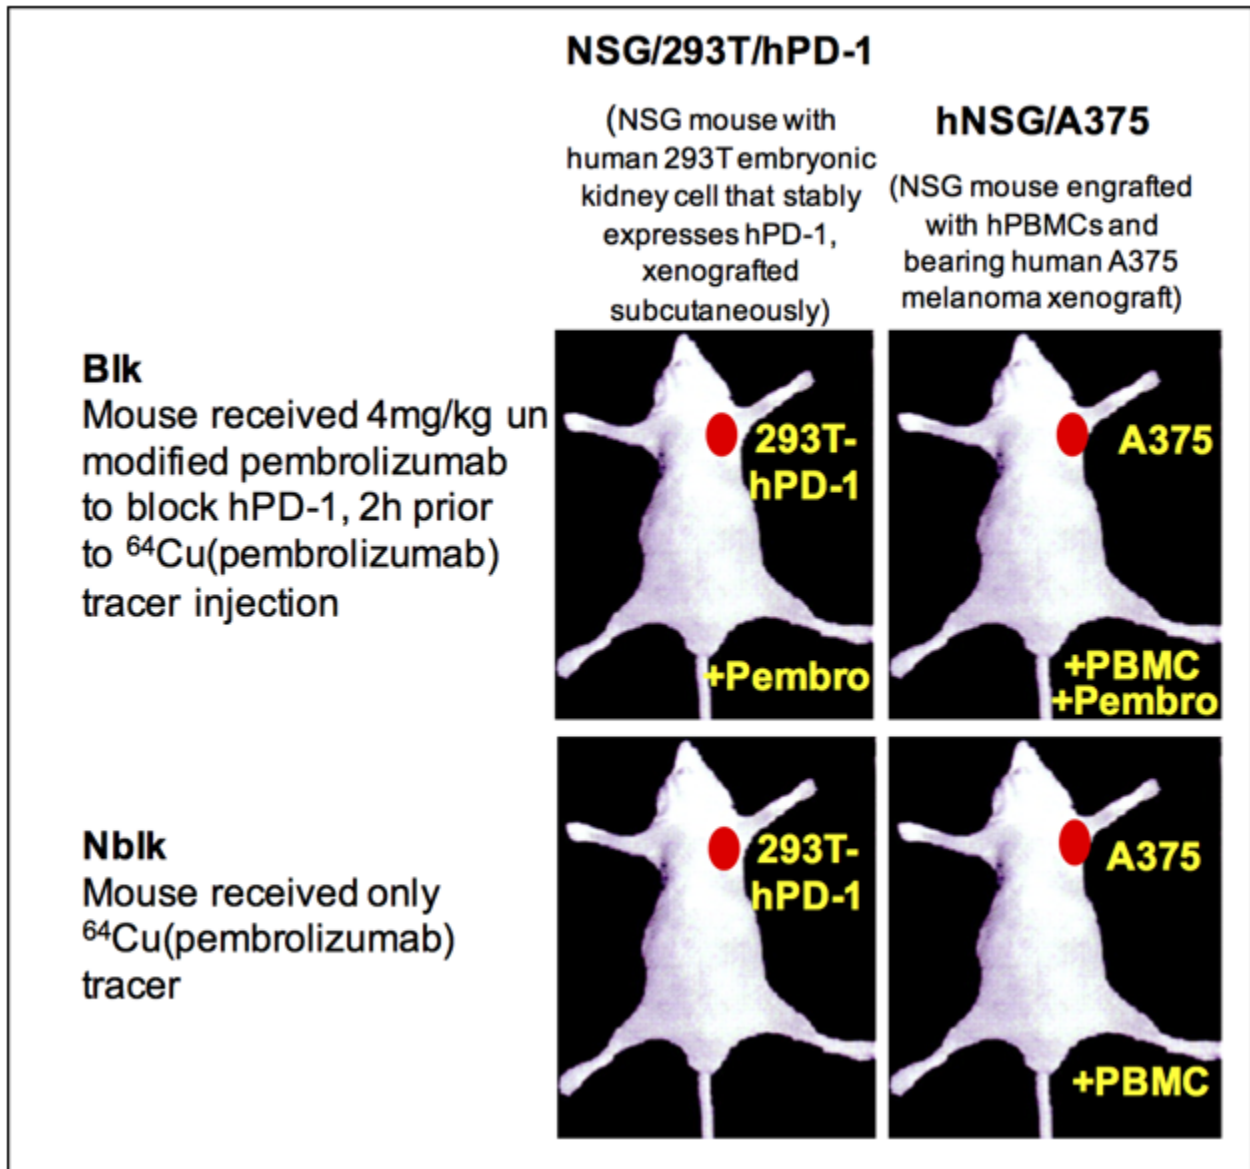 NSG/293T/hPD-1
(NSG mouse with
human 293T embryonic
kidney cell that stably
expresses hPD-1,
xenografted
subcutaneously)
hNSG/A375
(NSG mouse engrafted
with hPBMCs and
bearing human A375
melanoma xenograft)
Blk
Mouse received 4mg/kg un
modified pembrolizumab
to block hPD-1, 2h prior
to ⁶⁴Cu(pembrolizumab)
tracer injection
293T-
hPD-1
+Pembro
A375
+PBMC
+Pembro
Nblk
Mouse received only
⁶⁴Cu(pembrolizumab)
tracer
293T-
hPD-1
A375
+PBMC